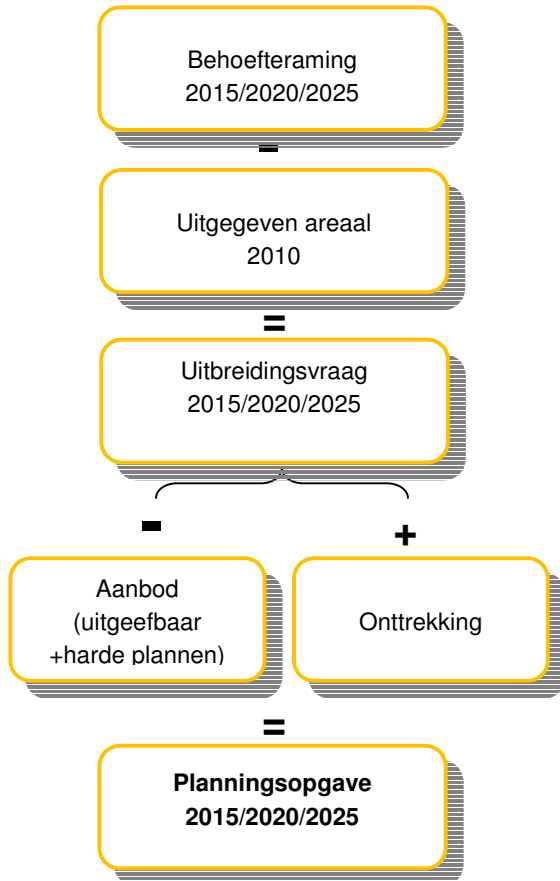 Behoefteraming
2015/2020/2025
-
Uitgegeven areaal
2010
=
Uitbreidingsvraag
2015/2020/2025
- +
Aanbod
(uitgeefbaar
+harde plannen)
Onttrekking
=
Planningsopgave
2015/2020/2025